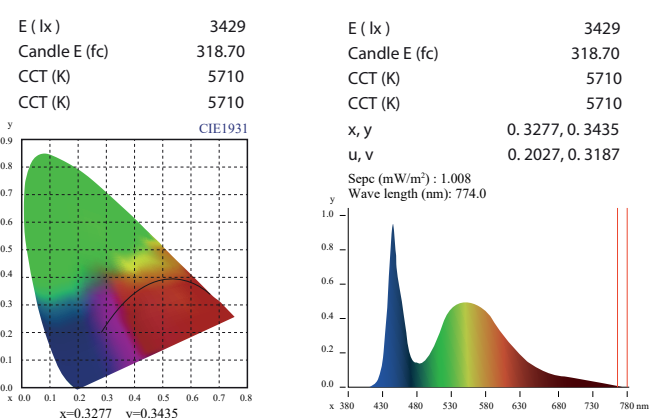 E ( lx ) 3429
Candle E (fc) 318.70
CCT (K) 5710
CCT (K) 5710
y CIE1931
0.9
0.8
0.7
0.6
0.5
0.4
0.3
0.2
0.1
0.0
x 0.0 0.1 0.2 0.3 0.4 0.5 0.6 0.7 0.8
x=0.3277 y=0.3435
E ( lx ) 3429
Candle E (fc) 318.70
CCT (K) 5710
CCT (K) 5710
x, y 0. 3277, 0. 3435
u, v 0. 2027, 0. 3187
Sepc (mW/m²) : 1.008
Wave length (nm): 774.0
y
1.0
0.8
0.6
0.4
0.2
0.0
x 380 430 480 530 580 630 680 730 780 nm